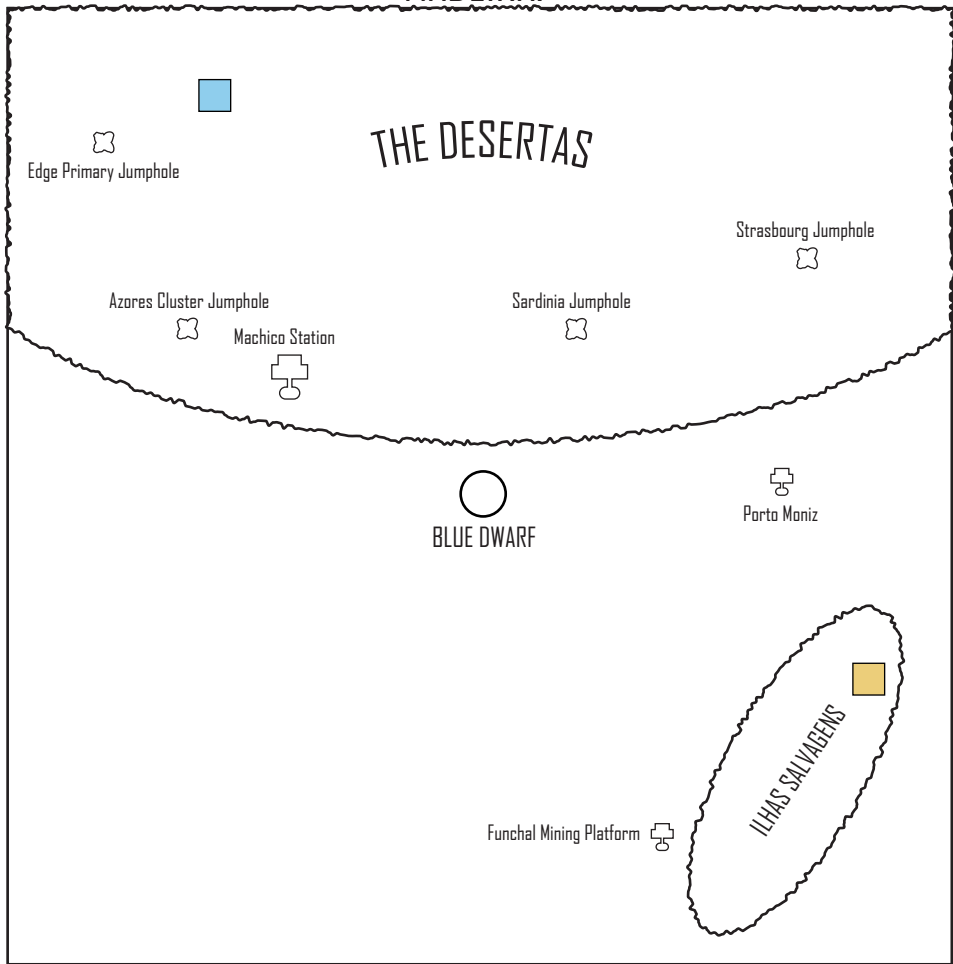 THE DESERTAS
Edge Primary Jumphole
Strasbourg Jumphole
Azores Cluster Jumphole
Sardinia Jumphole
Machico Station
Porto Moniz
BLUE DWARF
ILHAS SALVAGENS
Funchal Mining Platform